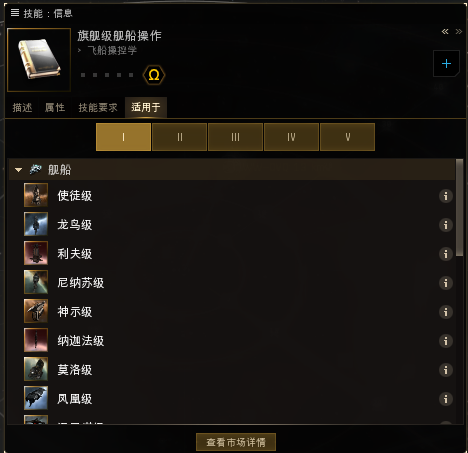 技能：信息
旗舰级舰船操作
飞船操控学
Ω
描述 属性 技能要求 适用于
I II III IV V
舰船
使徒级
龙鸟级
利夫级
尼纳苏级
神示级
纳迦法级
莫洛级
凤凰级
查看市场详情